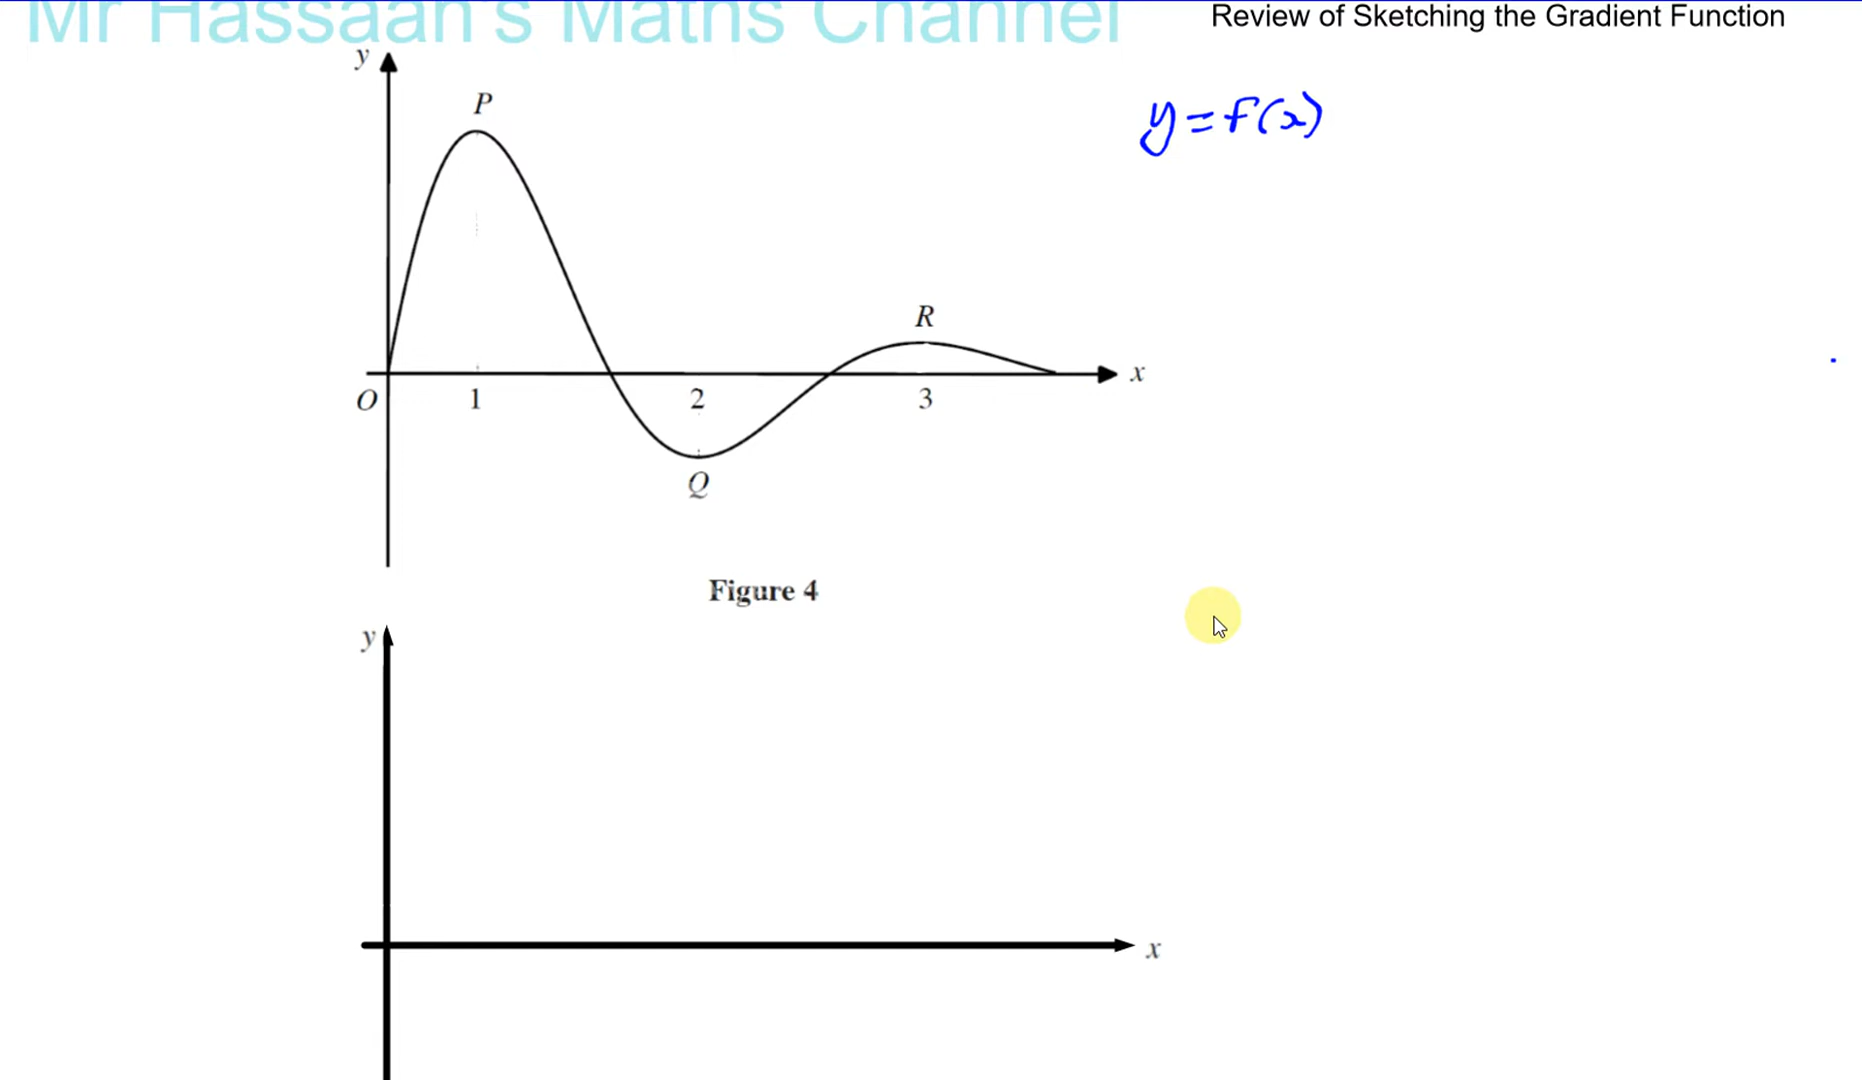 Mr Hassaan's Maths Channel
Review of Sketching the Gradient Function
y
P
y=f(x)
R
x
O 1 2 3
Q
Figure 4
y
x